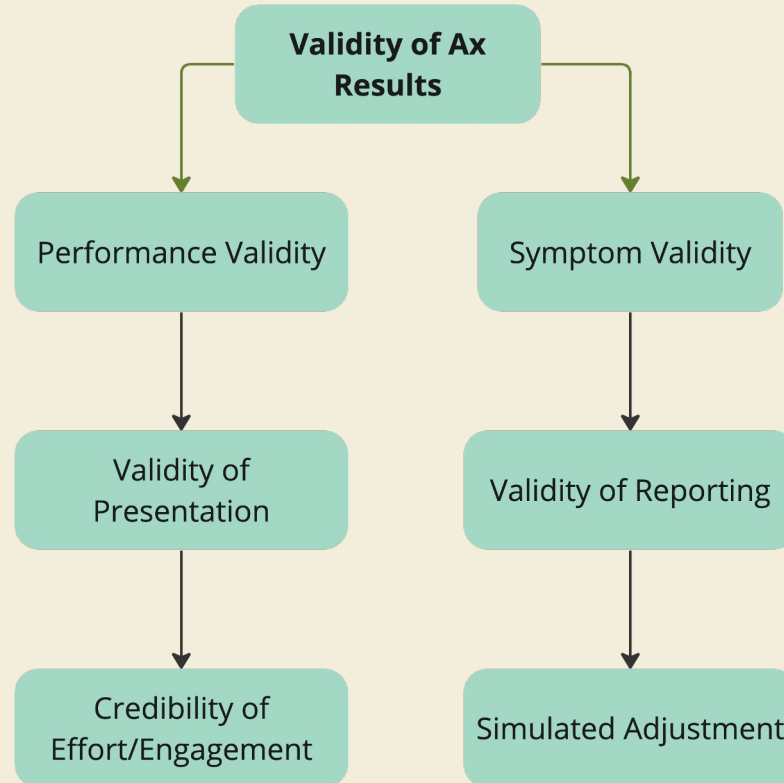 Validity of Ax
Results
Performance Validity
Symptom Validity
Validity of
Presentation
Validity of Reporting
Credibility of
Effort/Engagement
Simulated Adjustment